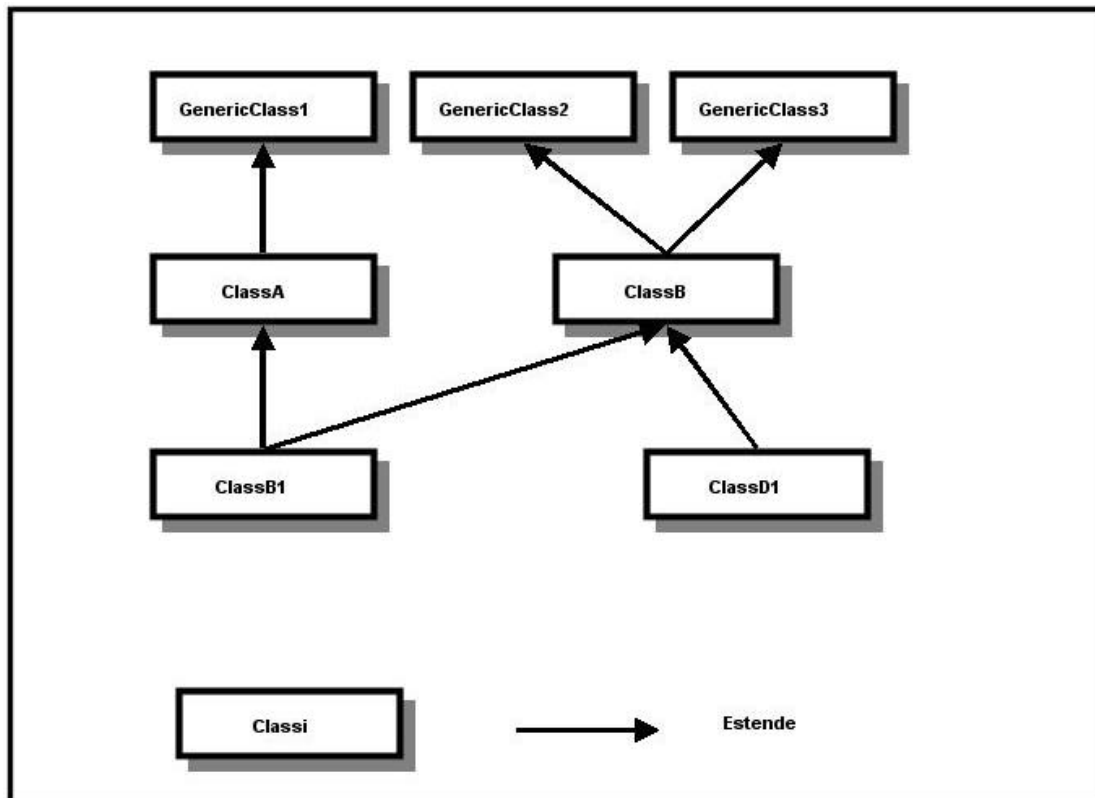 GenericClass1
GenericClass2
GenericClass3
ClassA
ClassB
ClassB1
ClassD1
Classi
Estende